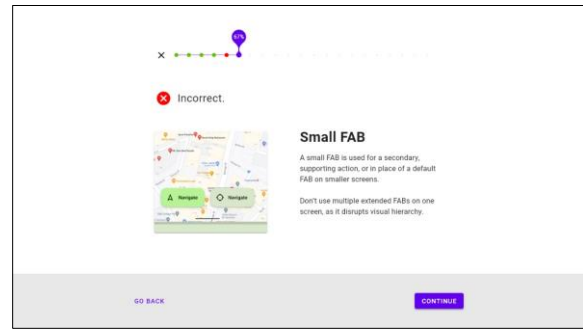 67%
Incorrect.
Small FAB
A small FAB is used for a secondary,
supporting action, or in place of a default
FAB on smaller screens.
Navigate
Navigate
Don't use multiple extended FABs on one
screen, as it disrupts visual hierarchy.
GO BACK
CONTINUE